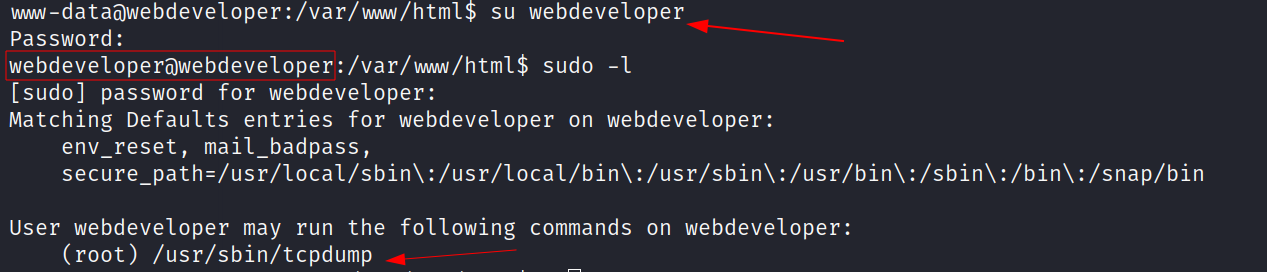 www-data@webdeveloper:/var/www/html$ su webdeveloper
Password:
webdeveloper@webdeveloper:/var/www/html$ sudo -l
[sudo] password for webdeveloper:
Matching Defaults entries for webdeveloper on webdeveloper:
    env_reset, mail_badpass,
    secure_path=/usr/local/sbin\:/usr/local/bin\:/usr/sbin\:/usr/bin\:/sbin\:/bin\:/snap/bin
User webdeveloper may run the following commands on webdeveloper:
    (root) /usr/sbin/tcpdump